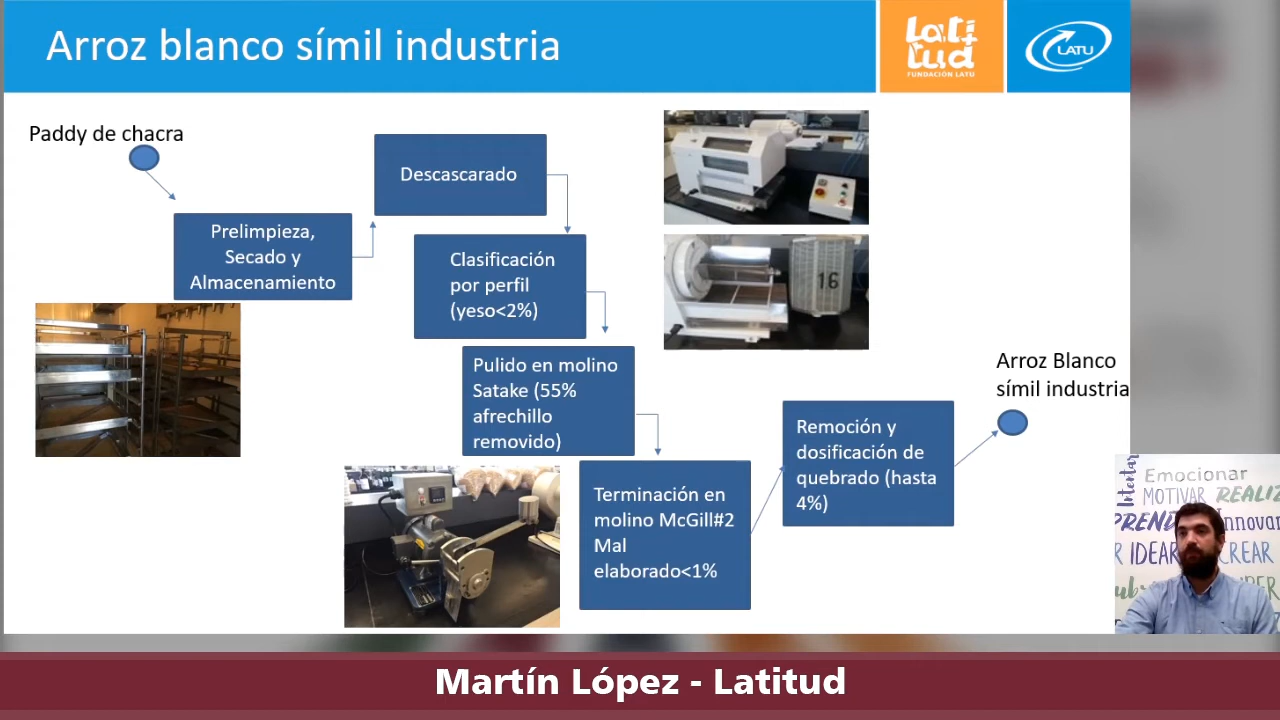 Arroz blanco símil industria
Latitud
FUNDACIÓN LATU
LATU
Paddy de chacra
Prelimpieza,
Secado y
Almacenamiento
Descascarado
Clasificación
por perfil
(yeso<2%)
Pulido en molino
Satake (55%
afrechillo
removido)
Terminación en
molino McGill#2
Mal
elaborado<1%
Remoción y
dosificación de
quebrado (hasta
4%)
Arroz Blanco
símil industria
16
Intentar
Emocionar
MOTIVAR REALIZ
PREND Innovar
R IDEAR CREAR
Martín López - Latitud